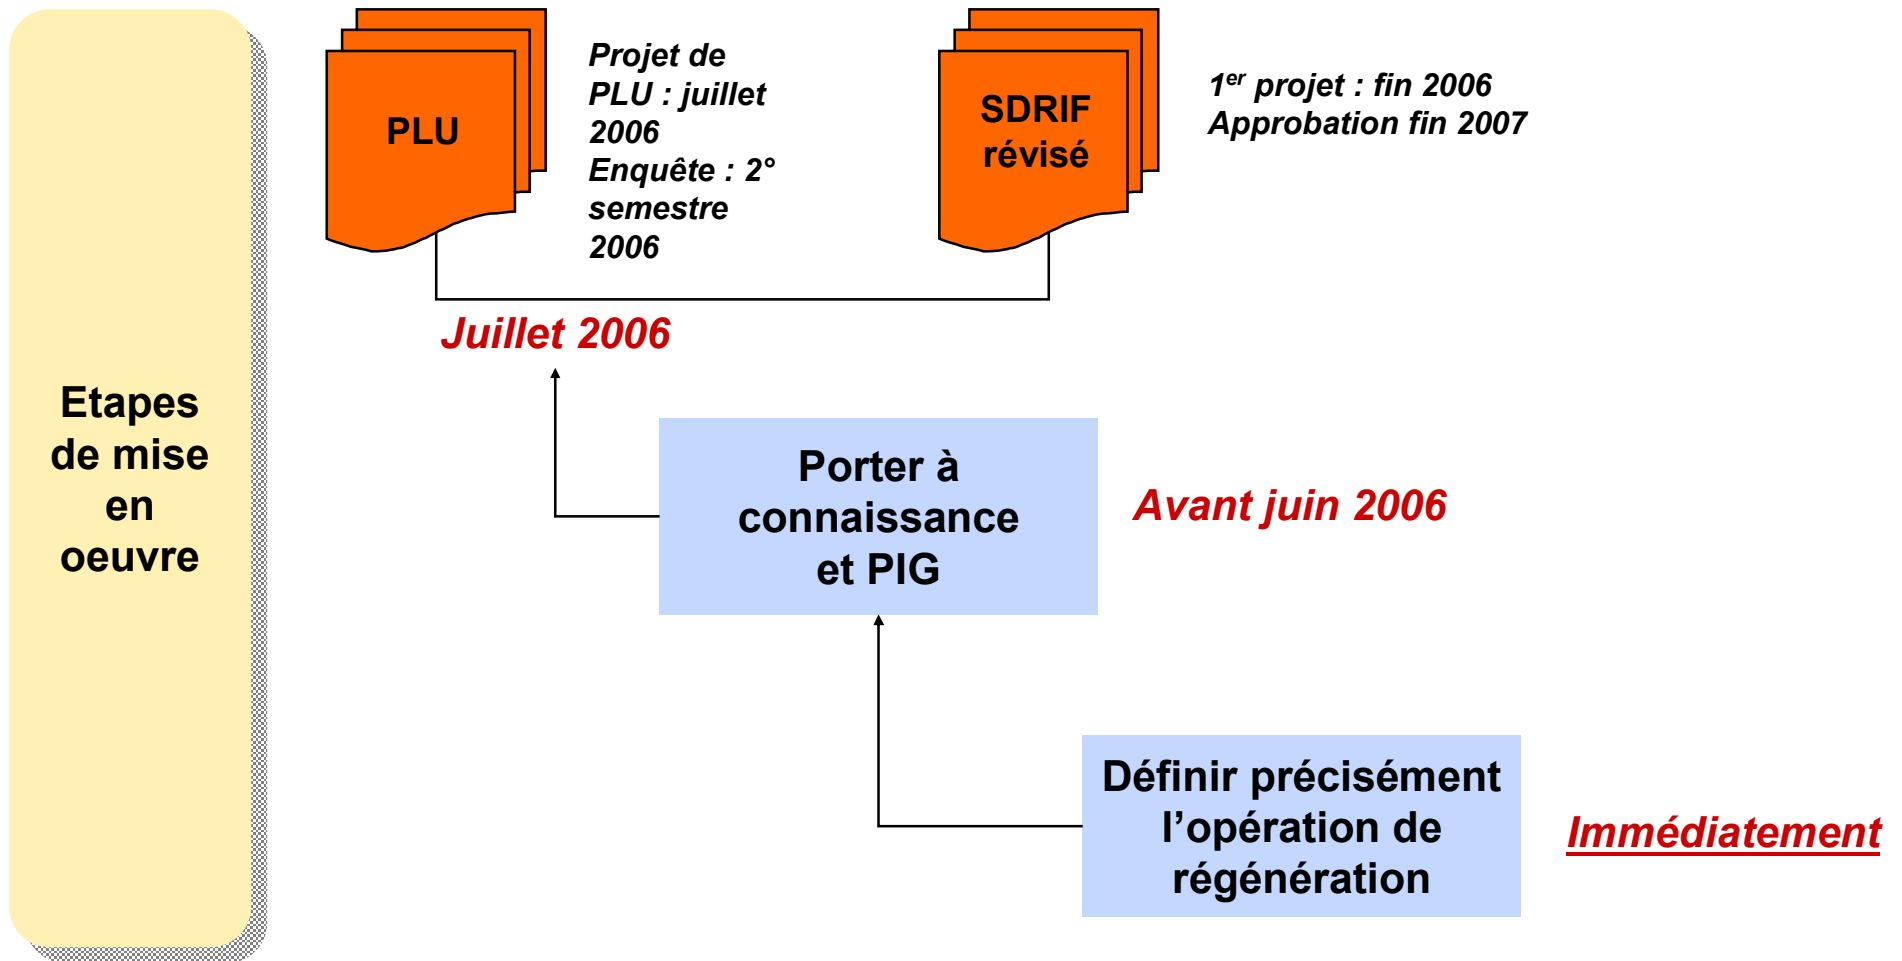 Etapes
de mise
en
oeuvre
PLU
Projet de
PLU : juillet
2006
Enquête : 2°
semestre
2006
SDRIF
révisé
1er projet : fin 2006
Approbation fin 2007
Juillet 2006
Porter à
connaissance
et PIG
Avant juin 2006
Définir précisément
l’opération de
régénération
Immédiatement